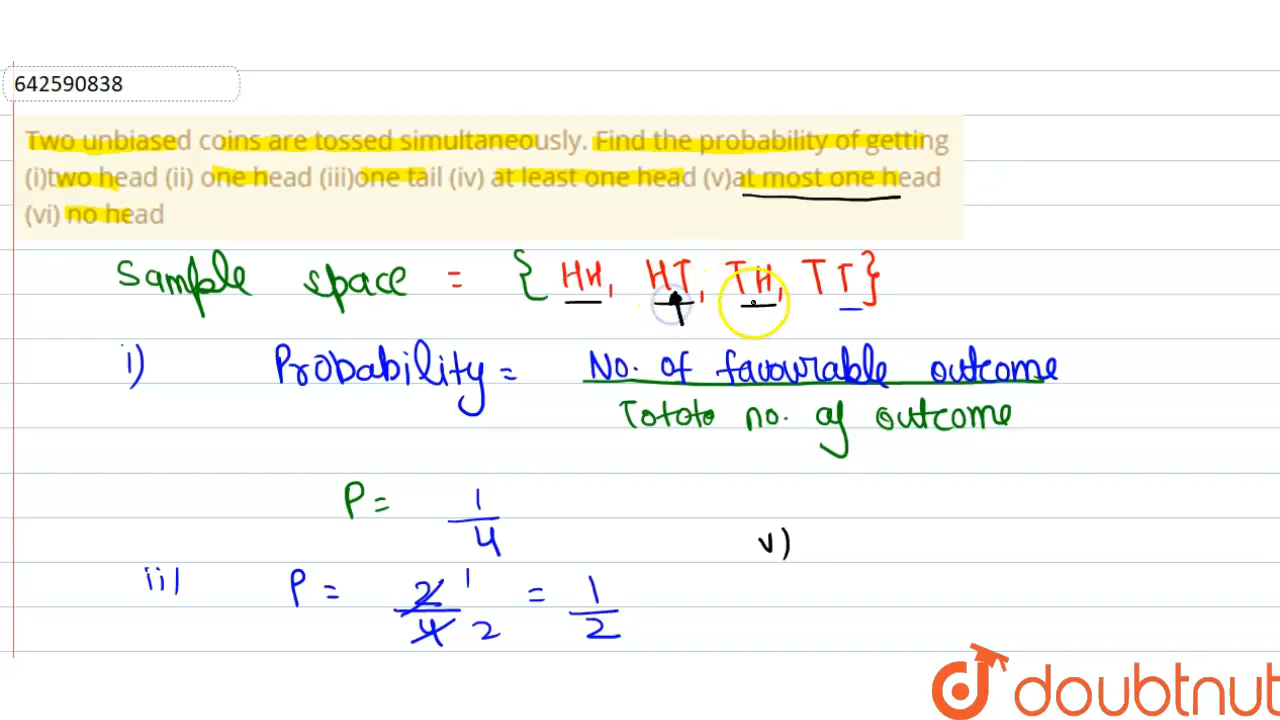 642590838
Two unbiased coins are tossed simultaneously. Find the probability of getting
(i)two head (ii) one head (iii)one tail (iv) at least one head (v)at most one head
(vi) no head
Sample space = { HH, HT, TH, TT}
i) Probability = No. of favourable outcome
Tototo no. of outcome
P = 1
4
v)
ii) P = 2 1 = 1
4 2 2
doubtnut